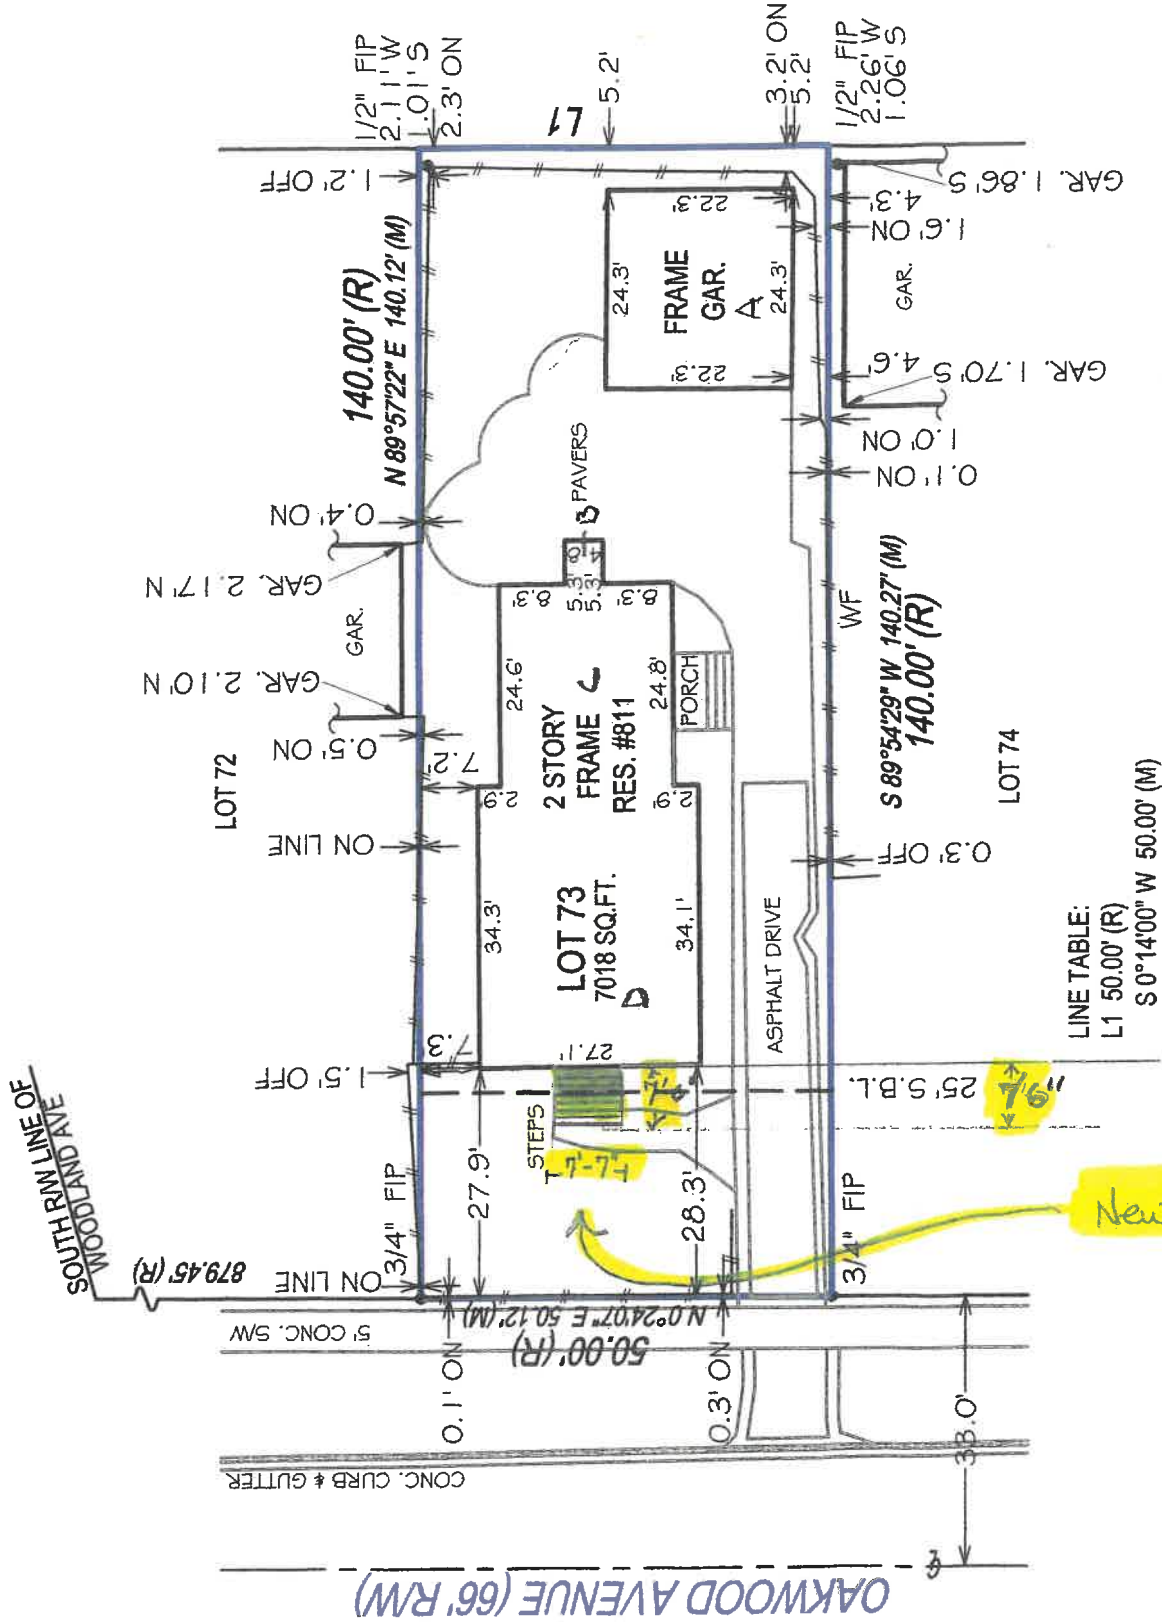 1/2" FIP
2.11' W
.01' S
2.3' ON
L1
5.2'
3.2' ON
5.2'
1/2" FIP
2.26' W
1.06' S
1.2' OFF
140.00' (R)
N 89°57'22" E 140.12' (M)
0.4' ON
GAR. 2.17' N
GAR.
GAR. 2.10' N
0.5' ON
7.2'
LOT 72
ON LINE
1.5' OFF
7.3'
3/4" FIP
ON LINE
SOUTH R/W LINE OF
WOODLAND AVE
879.45' (R)
22.3'
24.3'
FRAME
GAR.
A
24.3'
22.3'
4.3'
1.6' ON
GAR. 1.86' S
GAR.
4.6'
GAR. 1.70' S
1.0' ON
0.1' ON
PAVERS
B
4.8
5.3'
5.3'
8.3'
8.3'
24.6'
2 STORY
FRAME C
RES. #811
24.8'
PORCH
2.9'
2.9'
34.3'
LOT 73
7018 SQ.FT.
D
34.1'
27.1'
WF
S 89°54'29" W 140.27' (M)
140.00' (R)
LOT 74
0.3' OFF
ASPHALT DRIVE
LINE TABLE:
L1 50.00' (R)
S 0°14'00" W 50.00' (M)
25' S.B.L.
7'6"
STEPS
27.9'
28.3'
3/4" FIP
New
N 0°24'07" E 50.12' (M)
50.00' (R)
0.1' ON
0.3' ON
5' CONC. S/W
CONC. CURB & GUTTER
33.0'
OAKWOOD AVENUE (66' R/W)